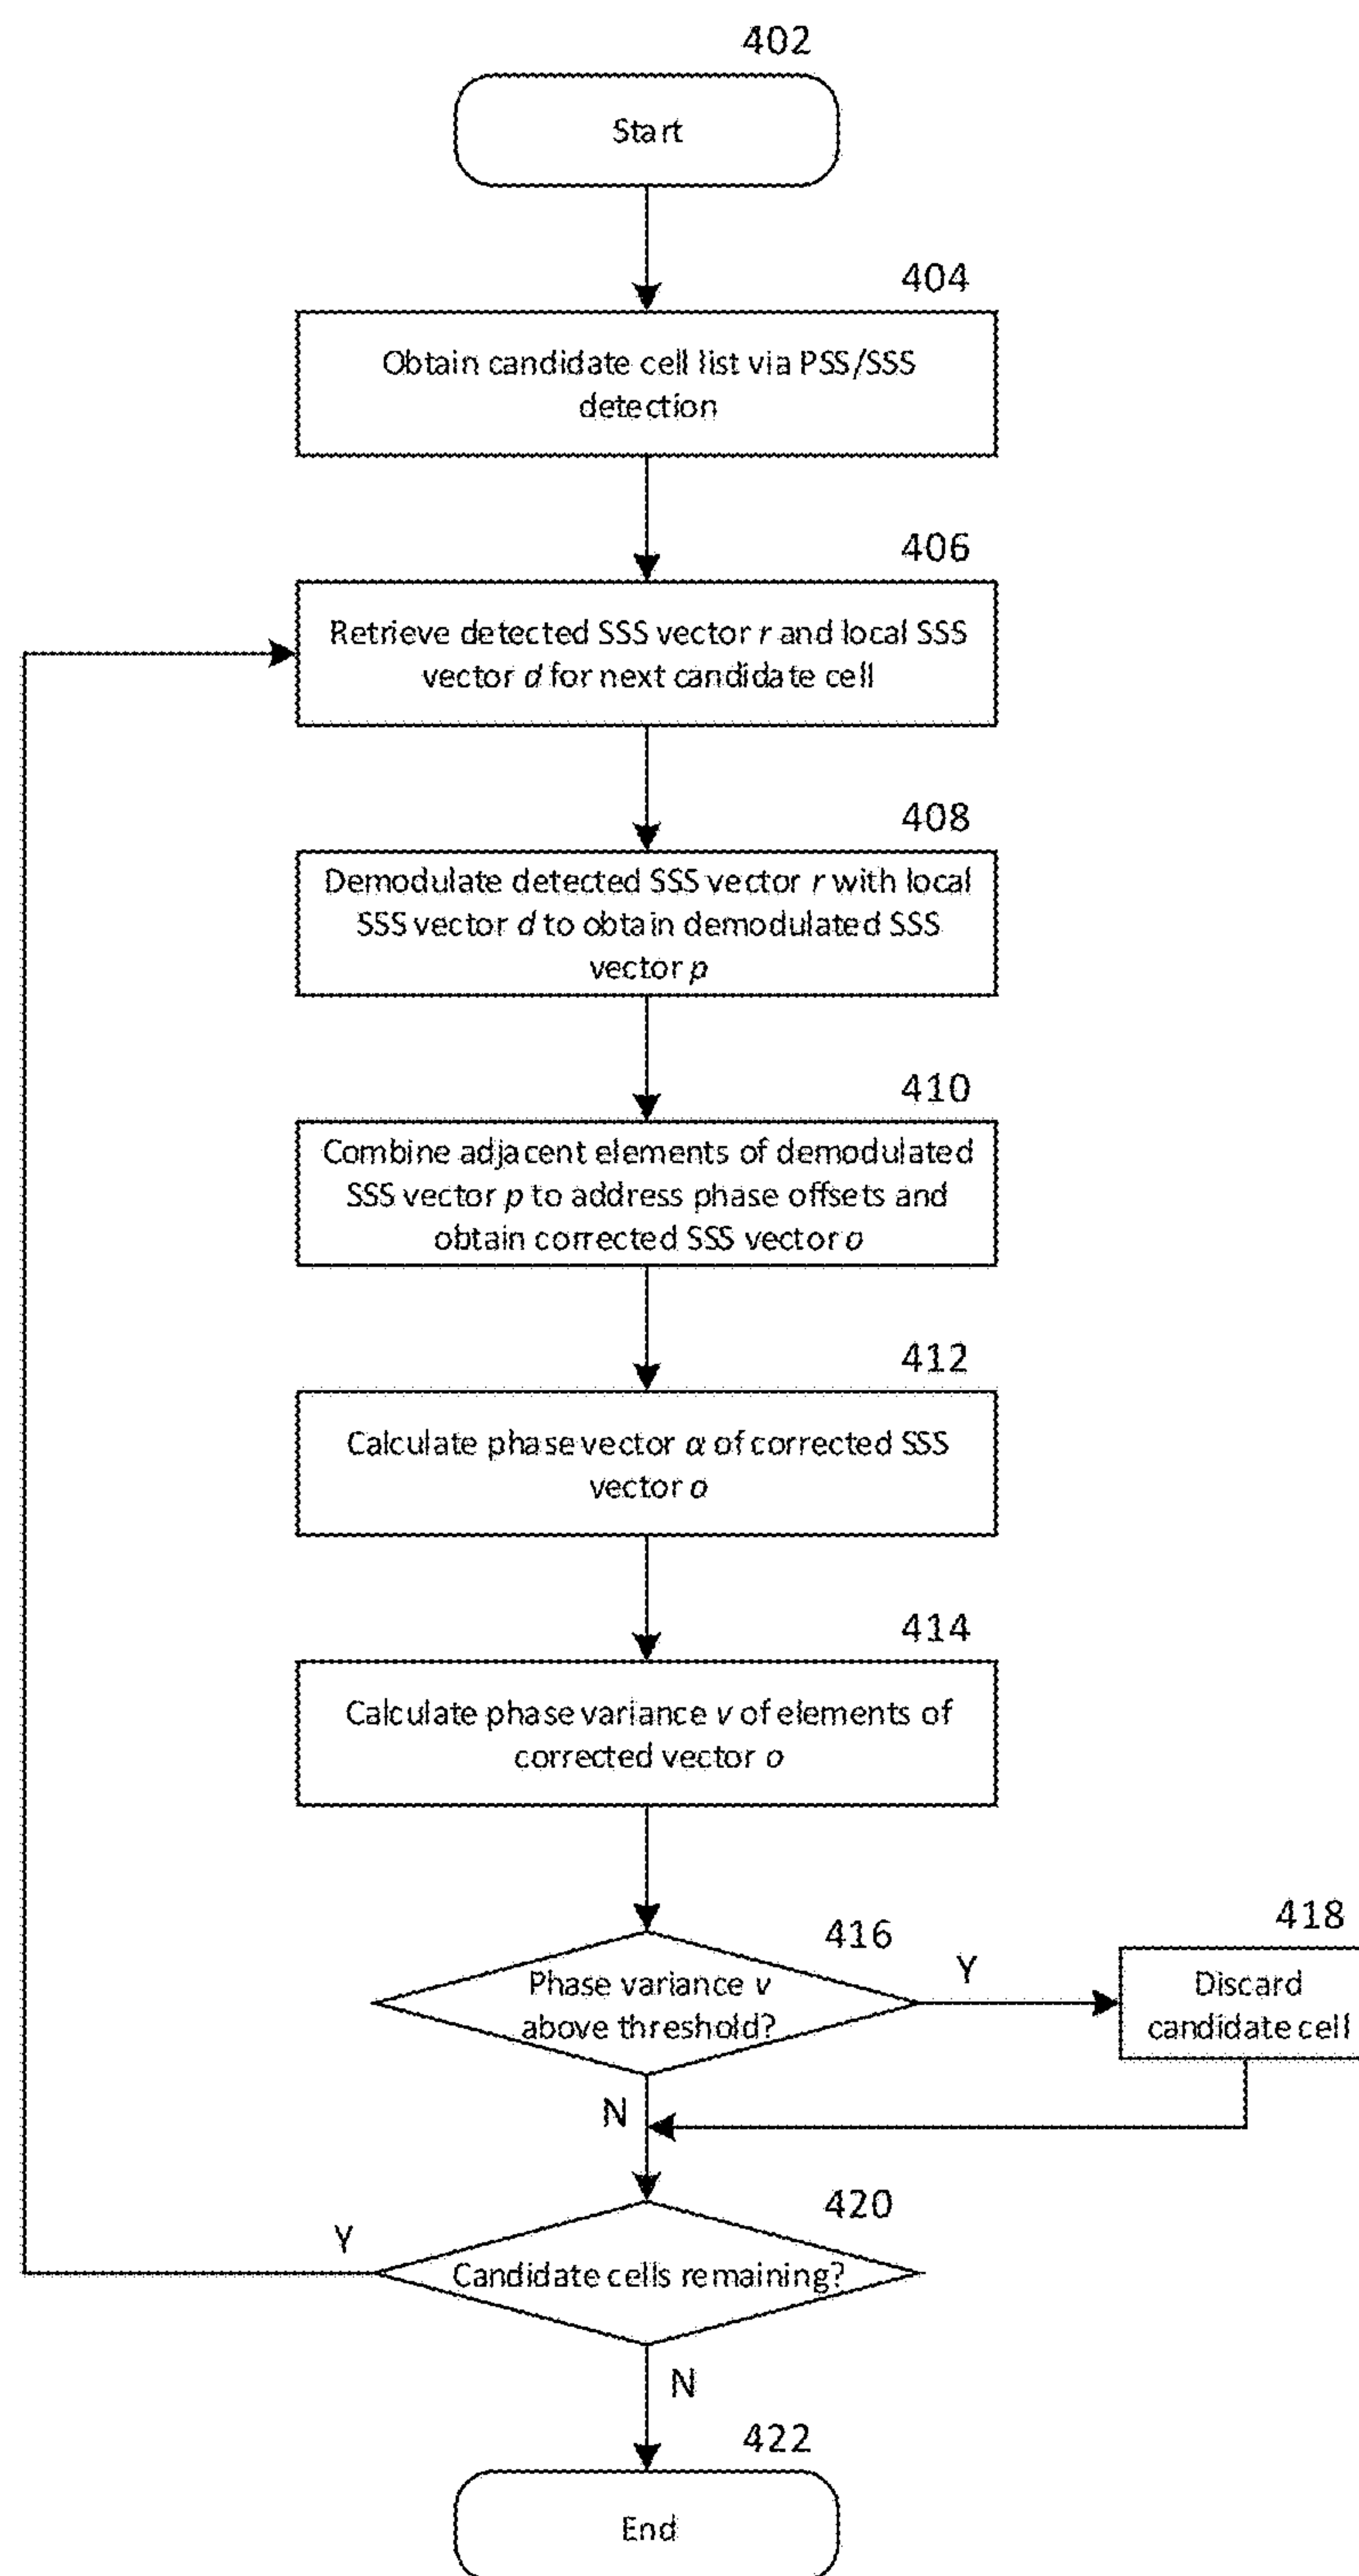 402
Start
404
Obtain candidate cell list via PSS/SSS
detection
406
Retrieve detected SSS vector r and local SSS
vector d for next candidate cell
408
Demodulate detected SSS vector r with local
SSS vector d to obtain demodulated SSS
vector p
410
Combine adjacent elements of demodulated
SSS vector p to address phase offsets and
obtain corrected SSS vector o
412
Calculate phase vector α of corrected SSS
vector o
414
Calculate phase variance v of elements of
corrected vector o
416
Phase variance v
above threshold?
Y
418
Discard
candidate cell
N
420
Candidate cells remaining?
Y
N
422
End